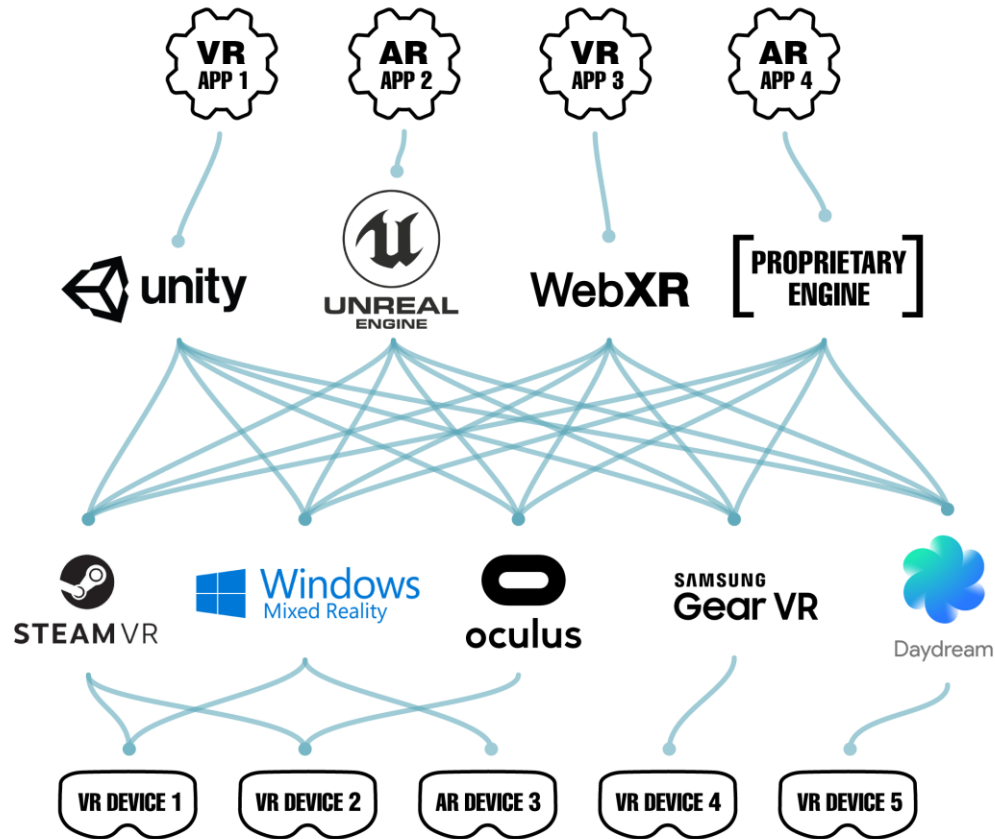 VR
APP 1
AR
APP 2
VR
APP 3
AR
APP 4
unity
UNREAL
ENGINE
WebXR
PROPRIETARY
ENGINE
STEAM VR
Windows
Mixed Reality
oculus
SAMSUNG
Gear VR
Daydream
VR DEVICE 1
VR DEVICE 2
AR DEVICE 3
VR DEVICE 4
VR DEVICE 5